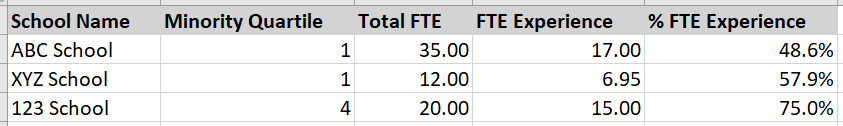 School Name Minority Quartile Total FTE FTE Experience % FTE Experience
ABC School 1 35.00 17.00 48.6%
XYZ School 1 12.00 6.95 57.9%
123 School 4 20.00 15.00 75.0%